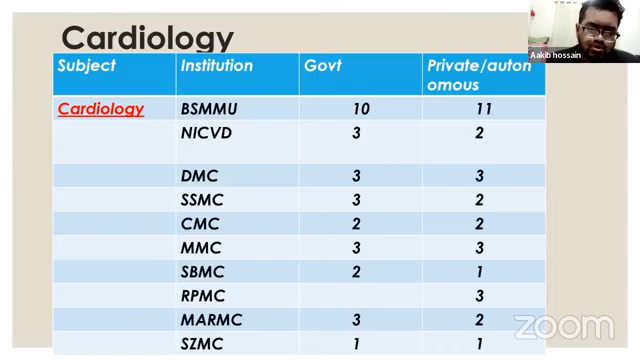 Cardiology
Aakib hossain
Subject Institution Govt Private/auton
omous
Cardiology BSMMU 10 11
NICVD 3 2
DMC 3 3
SSMC 3 2
CMC 2 2
MMC 3 3
SBMC 2 1
RPMC 3
MARMC 3 2
SZMC 1 1
zoom